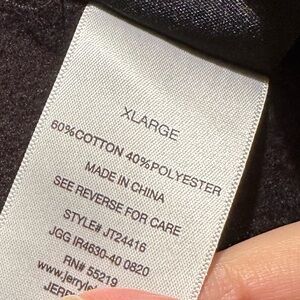 XLARGE
60%COTTON 40%POLYESTER
MADE IN CHINA
SEE REVERSE FOR CARE
STYLE# JT24416
JGG IR4630-40 0820
RN# 55219